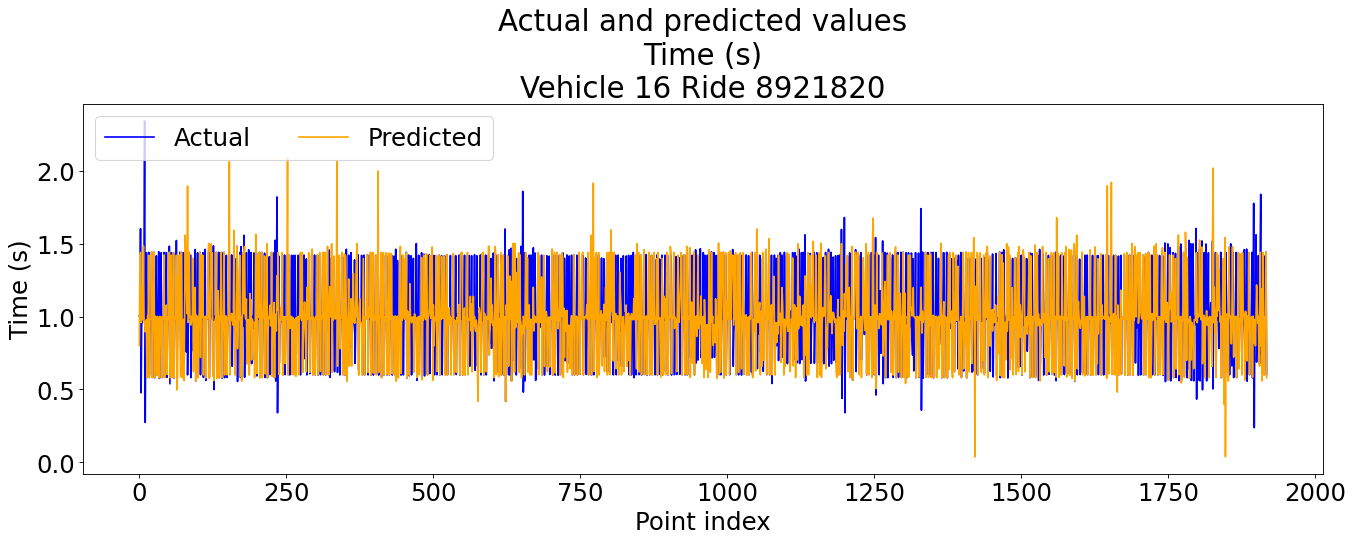 Actual and predicted values
Time (s)
Vehicle 16 Ride 8921820
Actual
Predicted
Time (s)
2.0
1.5
1.0
0.5
0.0
0
250
500
750
1000
1250
1500
1750
2000
Point index